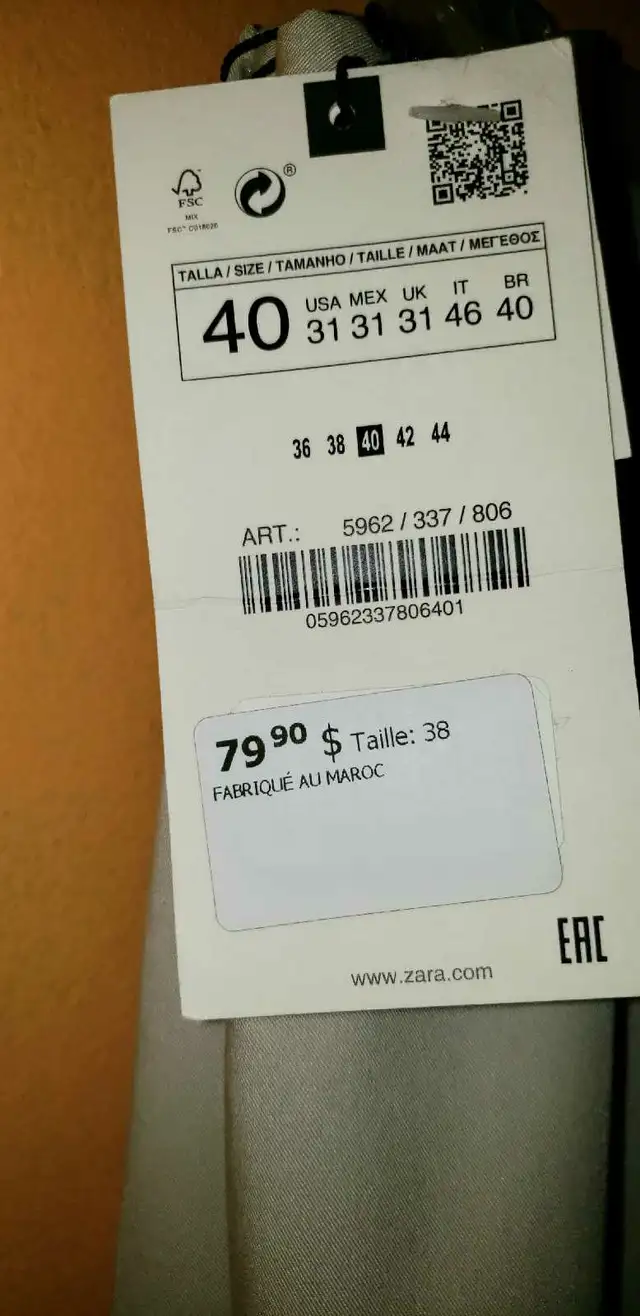 ®
FSC
MIX
FSC™ C018620
TALLA / SIZE / TAMANHO / TAILLE / MAAT / ΜΕΓΕΘΟΣ
40
USA MEX UK IT BR
31 31 31 46 40
36 38 40 42 44
ART.: 5962 / 337 / 806
05962337806401
79 90 $ Taille: 38
FABRIQUÉ AU MAROC
EAC
www.zara.com